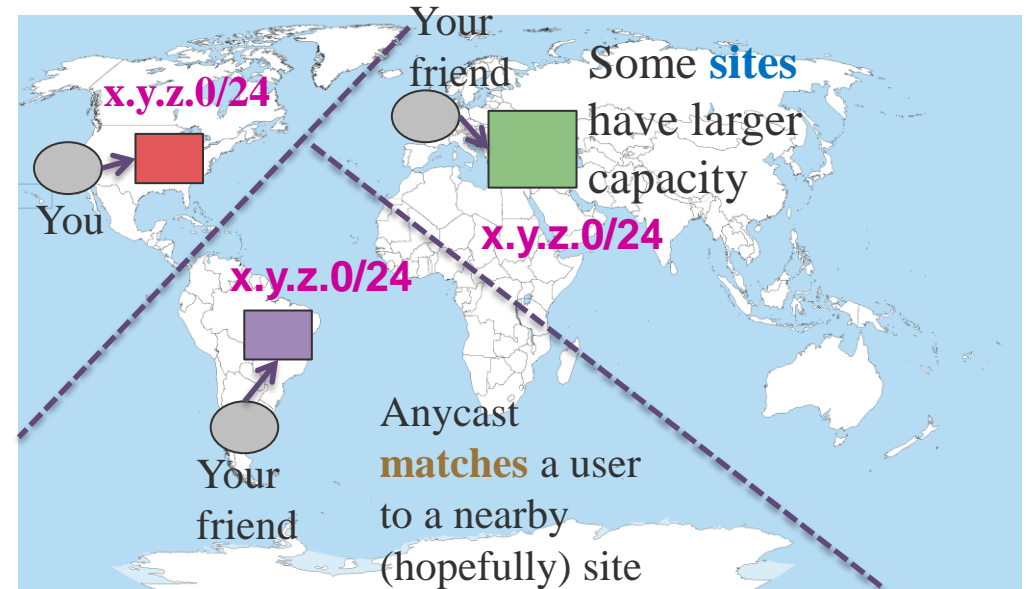 x.y.z.0/24
You
Your
friend
Some sites
have larger
capacity
x.y.z.0/24
x.y.z.0/24
Your
friend
Anycast
matches a user
to a nearby
(hopefully) site